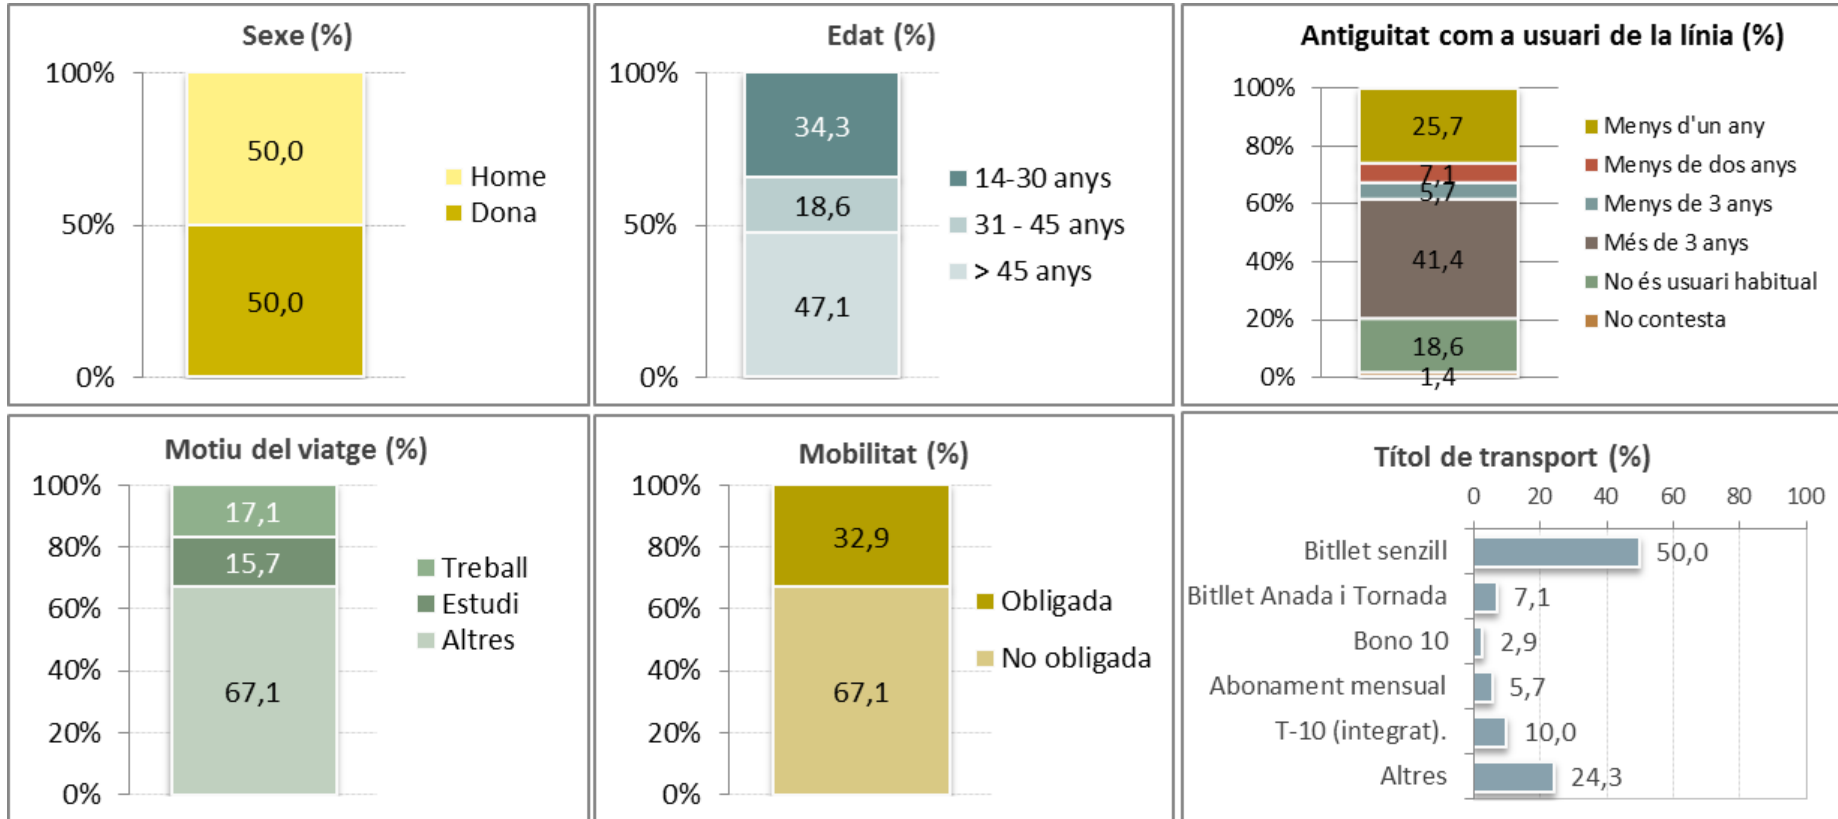 Sexe (%)
100%
50%
0%
50,0
50,0
Home
Dona
Edat (%)
100%
50%
0%
34,3
18,6
47,1
14-30 anys
31 - 45 anys
> 45 anys
Antiguitat com a usuari de la línia (%)
100%
80%
60%
40%
20%
0%
25,7
7,1
5,7
41,4
18,6
1,4
Menys d'un any
Menys de dos anys
Menys de 3 anys
Més de 3 anys
No és usuari habitual
No contesta
Motiu del viatge (%)
100%
80%
60%
40%
20%
0%
17,1
15,7
67,1
Treball
Estudi
Altres
Mobilitat (%)
100%
80%
60%
40%
20%
0%
32,9
67,1
Obligada
No obligada
Títol de transport (%)
0 20 40 60 80 100
Bitllet senzill 50,0
Bitllet Anada i Tornada 7,1
Bono 10 2,9
Abonament mensual 5,7
T-10 (integrat). 10,0
Altres 24,3